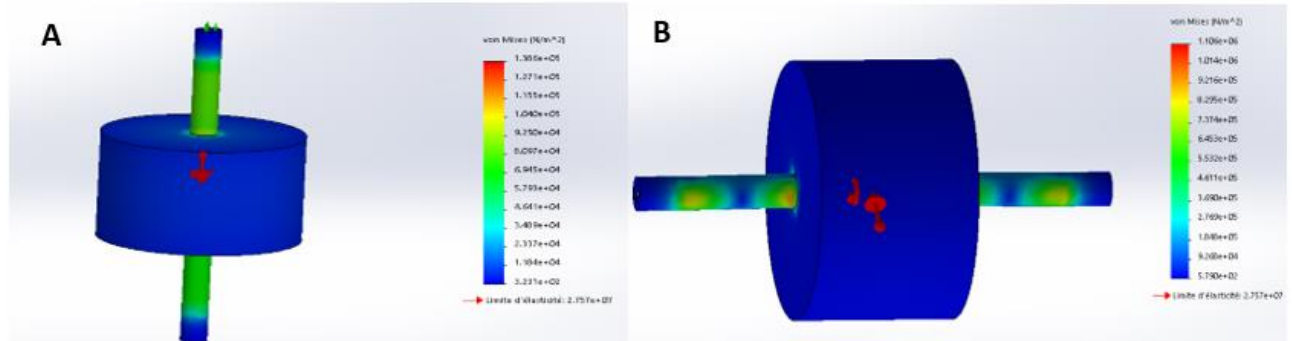 A
von Mises (N/m^2)
1.386e+05
1.271e+05
1.155e+05
1.040e+05
9.250e+04
8.097e+04
6.945e+04
5.793e+04
4.641e+04
3.489e+04
2.337e+04
1.184e+04
3.231e+02
Limite d'élasticité: 2.757e+07
B
von Mises (N/m^2)
1.106e+06
1.014e+06
9.216e+05
8.295e+05
7.374e+05
6.453e+05
5.532e+05
4.611e+05
3.690e+05
2.769e+05
1.848e+05
9.268e+04
5.790e+02
Limite d'élasticité: 2.757e+07